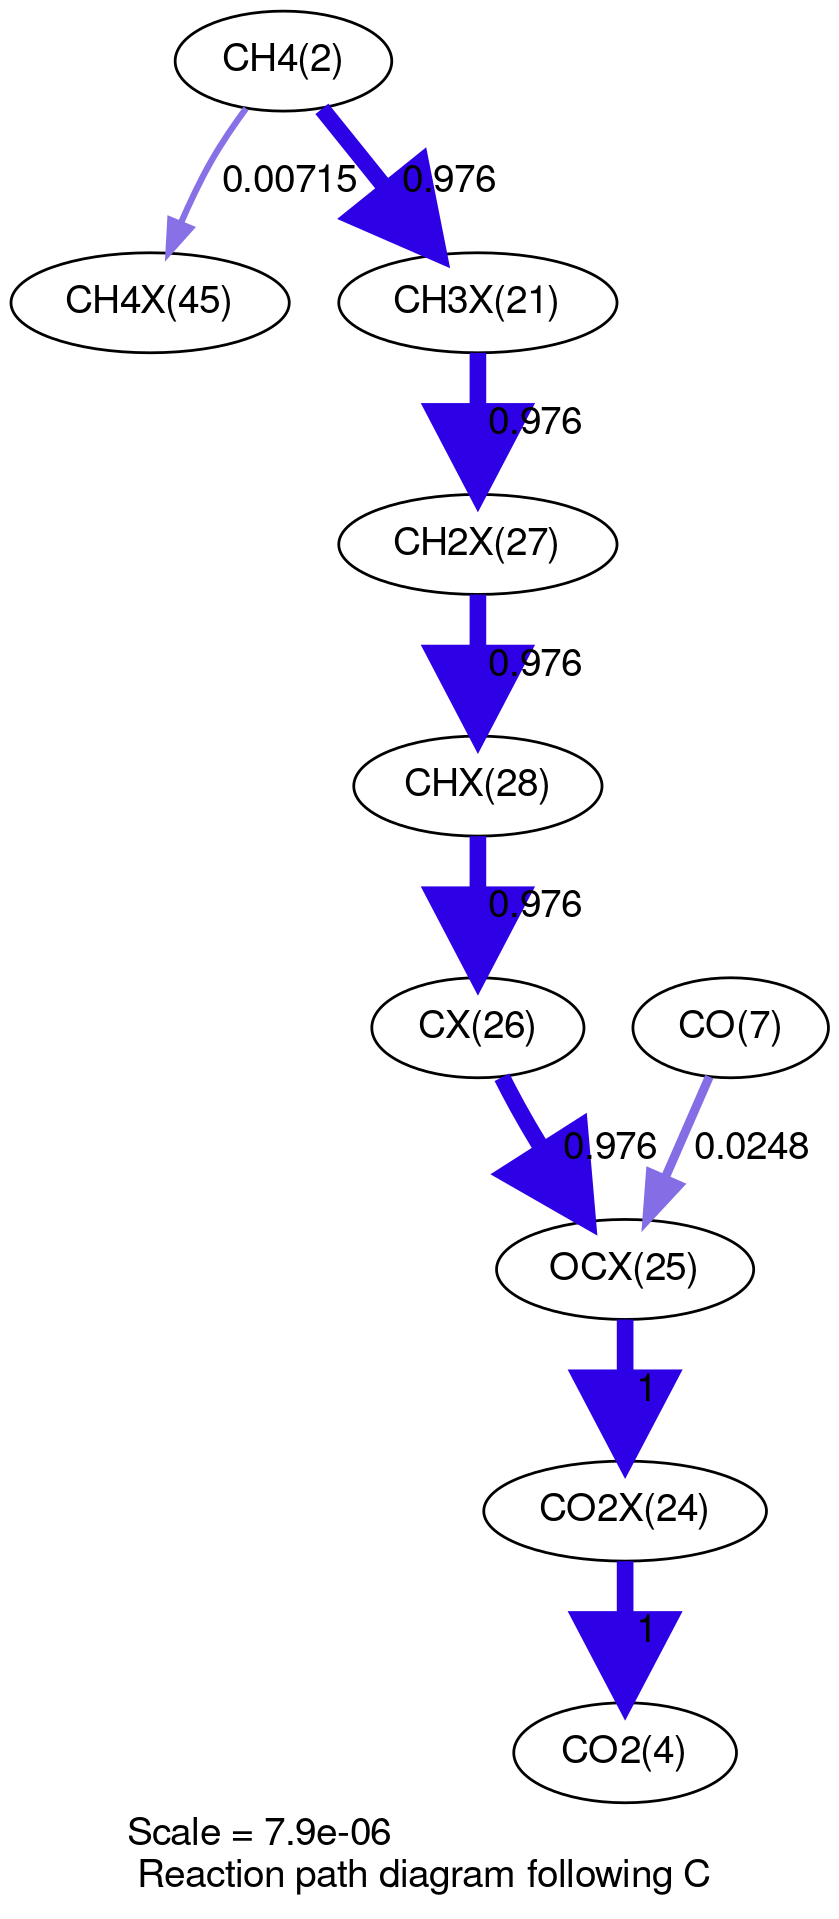 CH4(2)
0.00715
0.976
CH4X(45)
CH3X(21)
0.976
CH2X(27)
0.976
CHX(28)
0.976
CX(26)
CO(7)
0.976
0.0248
OCX(25)
1
CO2X(24)
1
CO2(4)
Scale = 7.9e-06
Reaction path diagram following C